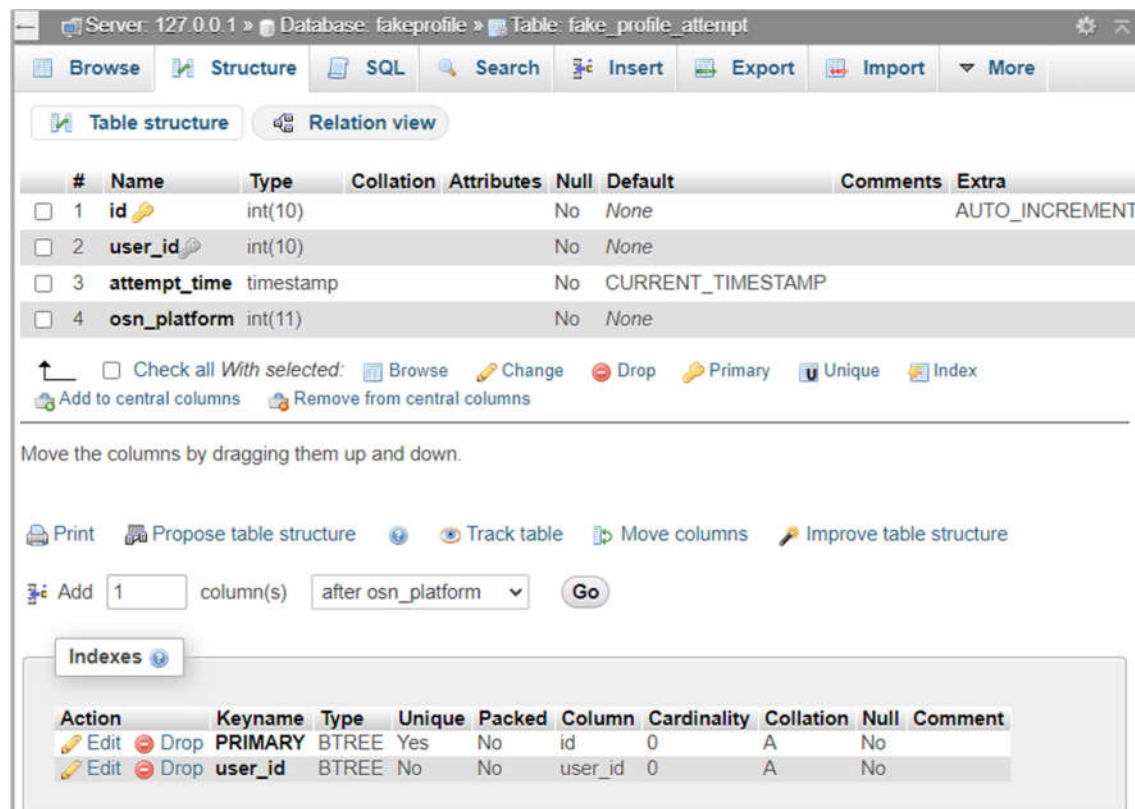 Server: 127.0.0.1 » Database: fakeprofile » Table: fake_profile_attempt
Browse Structure SQL Search Insert Export Import More
Table structure Relation view
# Name Type Collation Attributes Null Default Comments Extra
1 id int(10) No None AUTO_INCREMENT
2 user_id int(10) No None
3 attempt_time timestamp No CURRENT_TIMESTAMP
4 osn_platform int(11) No None
Check all With selected: Browse Change Drop Primary Unique Index
Add to central columns Remove from central columns
Move the columns by dragging them up and down.
Print Propose table structure Track table Move columns Improve table structure
Add 1 column(s) after osn_platform Go
Indexes
Action Keyname Type Unique Packed Column Cardinality Collation Null Comment
Edit Drop PRIMARY BTREE Yes No id 0 A No
Edit Drop user_id BTREE No No user_id 0 A No